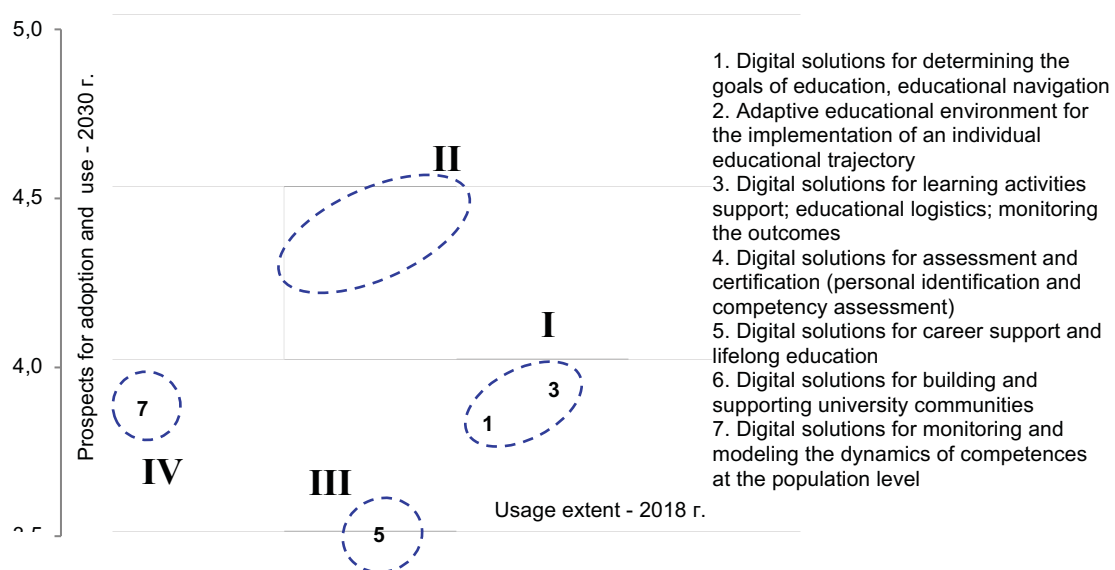 5,0
4,5
4,0
Prospects for adoption and use - 2030 г.
II
I
3
1
7
IV
III
5
Usage extent - 2018 г.
1. Digital solutions for determining the
goals of education, educational navigation
2. Adaptive educational environment for
the implementation of an individual
educational trajectory
3. Digital solutions for learning activities
support; educational logistics; monitoring
the outcomes
4. Digital solutions for assessment and
certification (personal identification and
competency assessment)
5. Digital solutions for career support and
lifelong education
6. Digital solutions for building and
supporting university communities
7. Digital solutions for monitoring and
modeling the dynamics of competences
at the population level